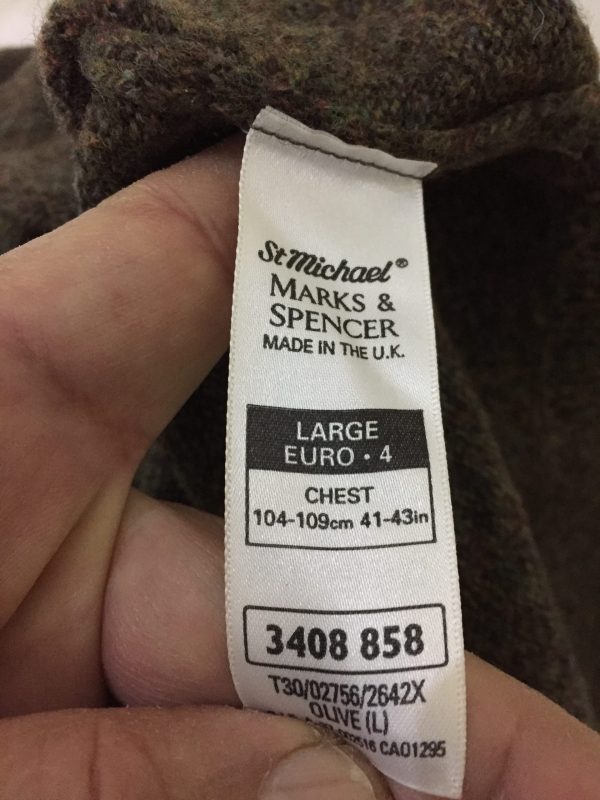 St Michael®
MARKS &
SPENCER
MADE IN THE U.K.
LARGE
EURO · 4
CHEST
104-109cm 41-43in
3408 858
T30/02756/2642X
OLIVE (L)
CA01295